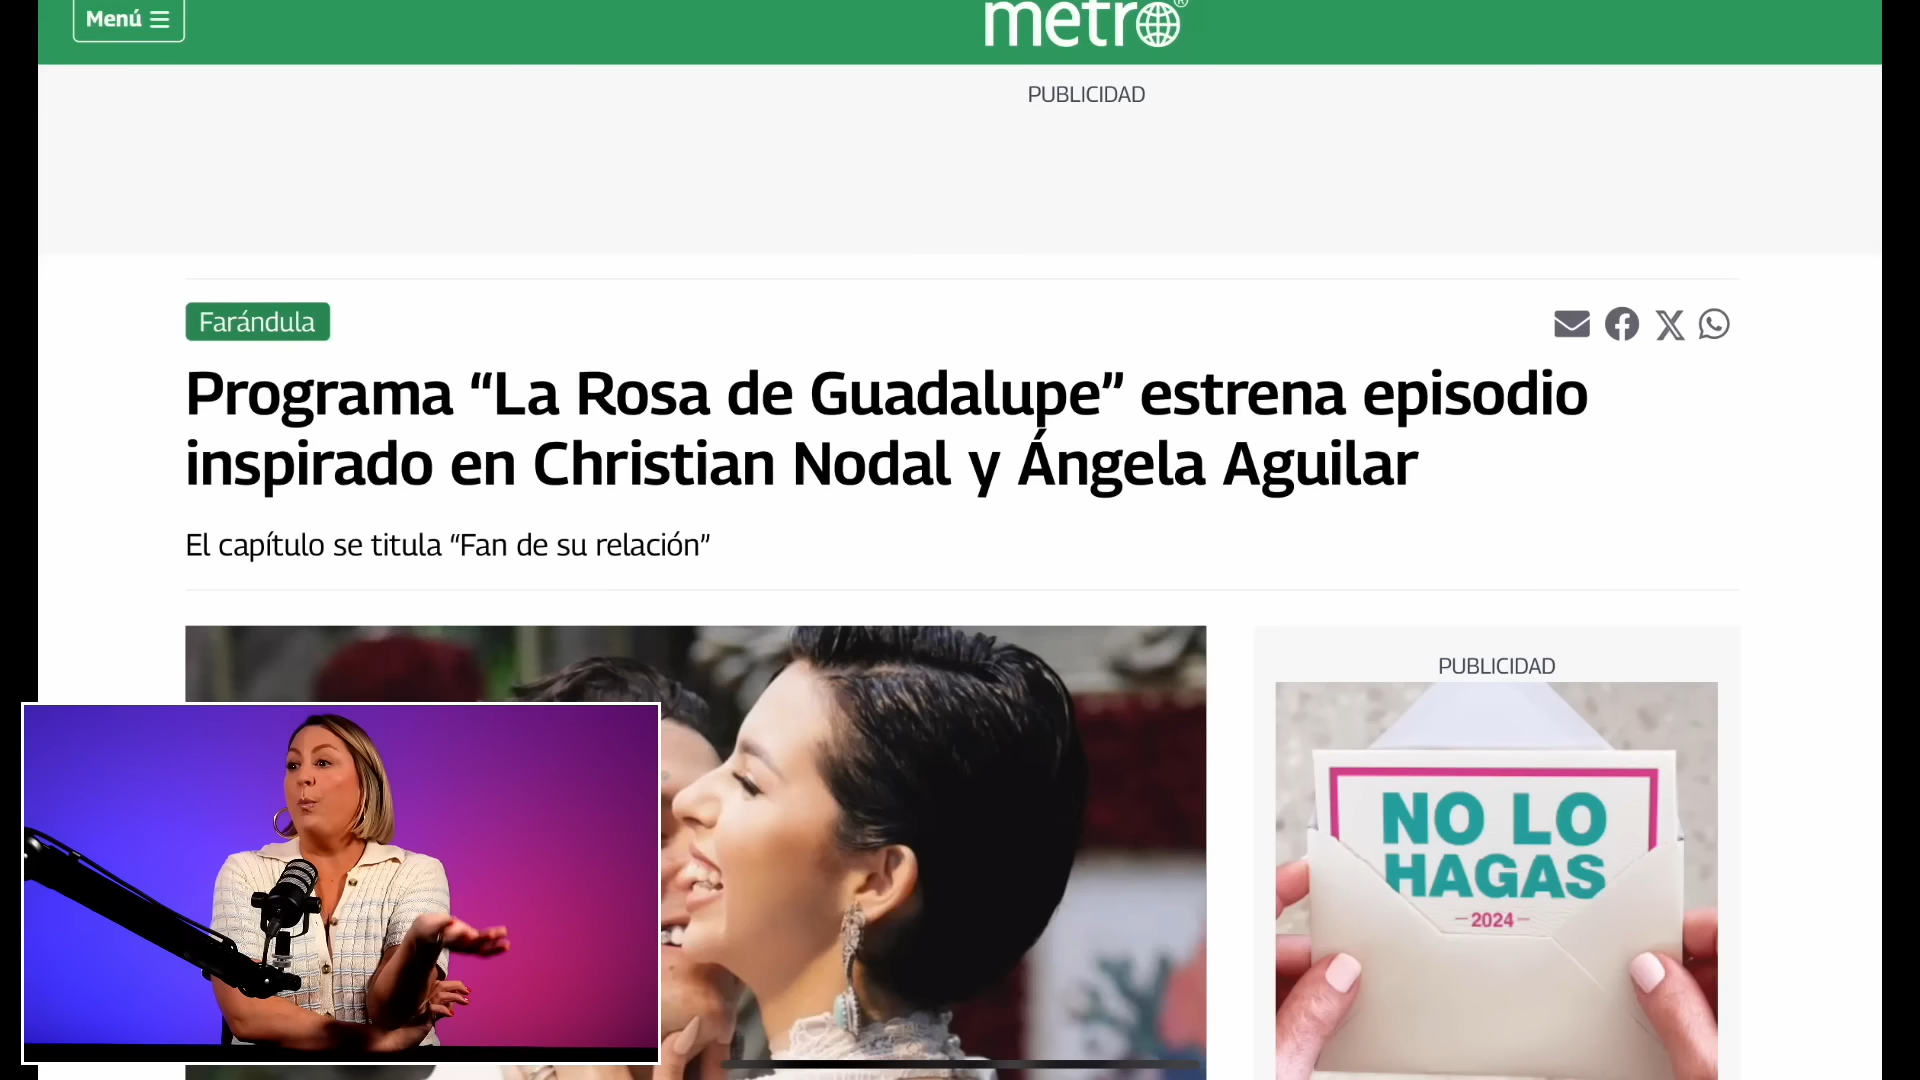 Menú
metro
PUBLICIDAD
Farándula
Programa “La Rosa de Guadalupe” estrena episodio
inspirado en Christian Nodal y Ángela Aguilar
El capítulo se titula “Fan de su relación”
PUBLICIDAD
NO LO
HAGAS
-2024-